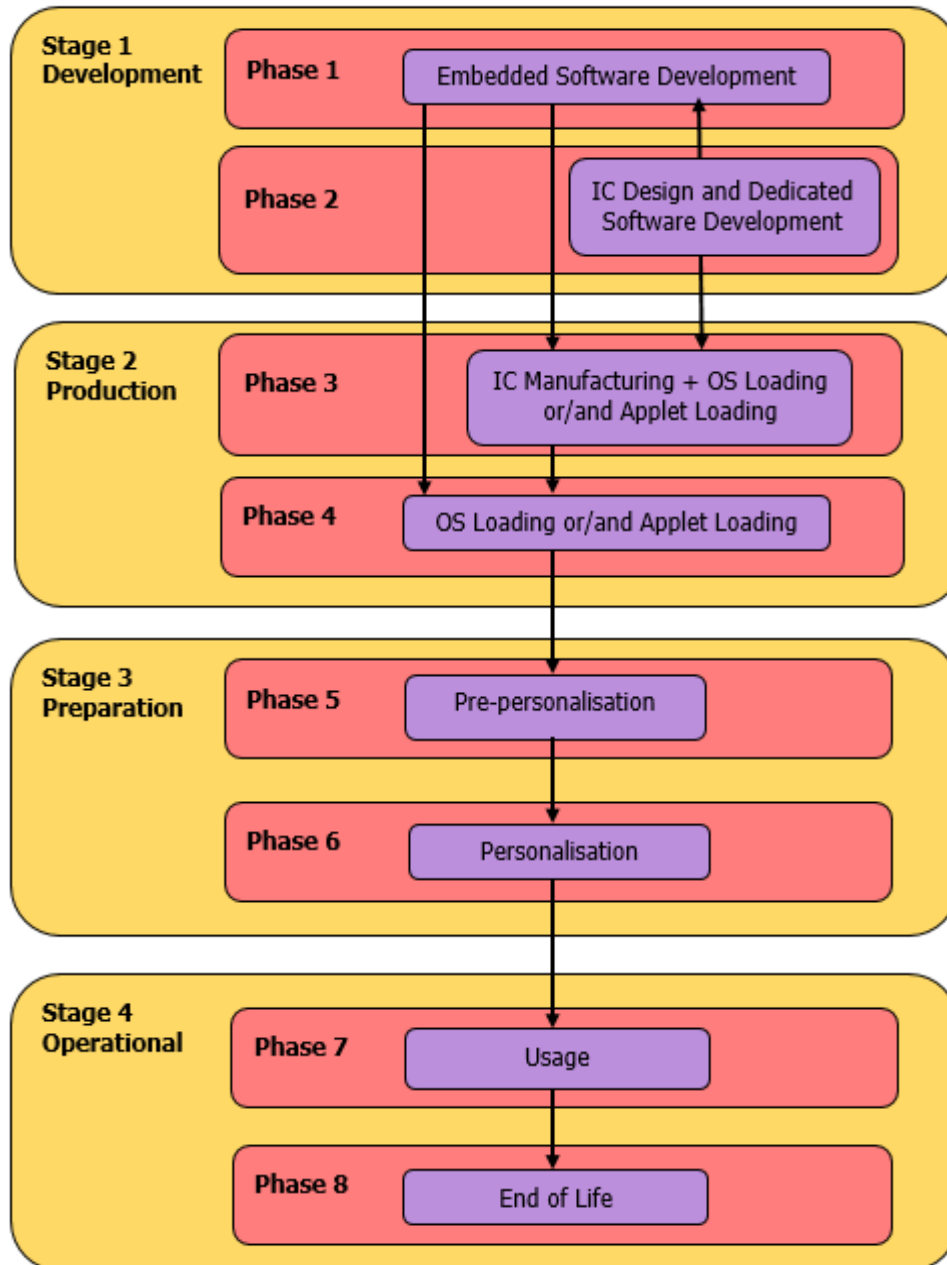 Stage 1
Development
Phase 1
Embedded Software Development
Phase 2
IC Design and Dedicated
Software Development
Stage 2
Production
Phase 3
IC Manufacturing + OS Loading
or/and Applet Loading
Phase 4
OS Loading or/and Applet Loading
Stage 3
Preparation
Phase 5
Pre-personalisation
Phase 6
Personalisation
Stage 4
Operational
Phase 7
Usage
Phase 8
End of Life